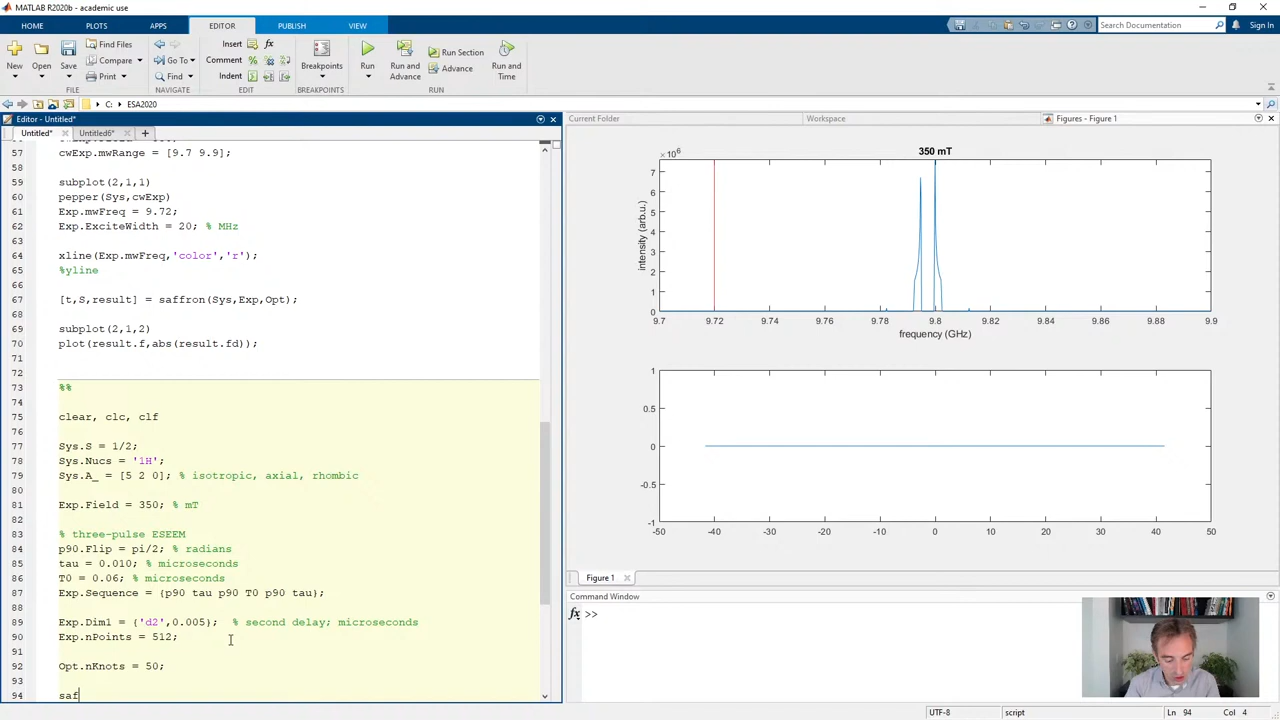 MATLAB R2020b - academic use
HOME PLOTS APPS EDITOR PUBLISH VIEW
Search Documentation Sign In
New Open Save Find Files Compare Print
Go To Find
Insert Comment Indent
Breakpoints
Run Run and Advance Run Section Advance Run and Time
FILE NAVIGATE EDIT BREAKPOINTS RUN
C: ESA2020
Editor - Untitled*
Untitled* Untitled6*
57 cwExp.mwRange = [9.7 9.9];
58
59 subplot(2,1,1)
60 pepper(Sys,cwExp)
61 Exp.mwFreq = 9.72;
62 Exp.ExciteWidth = 20; % MHz
63
64 xline(Exp.mwFreq,'color','r');
65 %yline
66
67 [t,S,result] = saffron(Sys,Exp,Opt);
68
69 subplot(2,1,2)
70 plot(result.f,abs(result.fd));
71
72
73 %%
74
75 clear, clc, clf
76
77 Sys.S = 1/2;
78 Sys.Nucs = '1H';
79 Sys.A_ = [5 2 0]; % isotropic, axial, rhombic
80
81 Exp.Field = 350; % mT
82
83 % three-pulse ESEEM
84 p90.Flip = pi/2; % radians
85 tau = 0.010; % microseconds
86 T0 = 0.06; % microseconds
87 Exp.Sequence = {p90 tau p90 T0 p90 tau};
88
89 Exp.Dim1 = {'d2',0.005}; % second delay; microseconds
90 Exp.nPoints = 512;
91
92 Opt.nKnots = 50;
93
94 saf
Current Folder Workspace Figures - Figure 1
350 mT
×10^6
7
6
5
4
3
2
1
0
intensity (arb.u.)
9.7 9.72 9.74 9.76 9.78 9.8 9.82 9.84 9.86 9.88 9.9
frequency (GHz)
1
0.5
0
-0.5
-1
-50 -40 -30 -20 -10 0 10 20 30 40 50
Figure 1
Command Window
fx >>
UTF-8 script Ln 94 Col 4